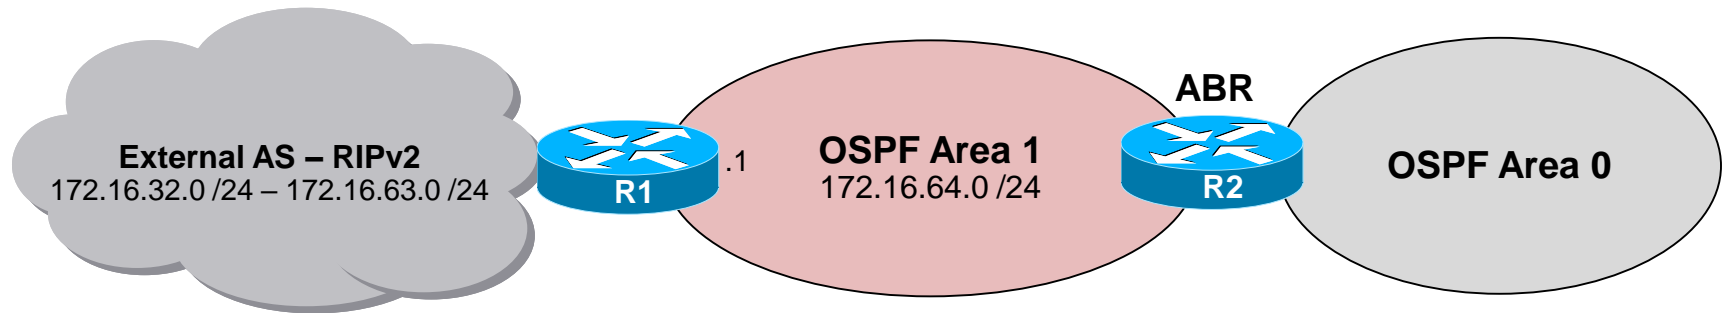 External AS – RIPv2
172.16.32.0 /24 – 172.16.63.0 /24
R1
.1
OSPF Area 1
172.16.64.0 /24
ABR
R2
OSPF Area 0